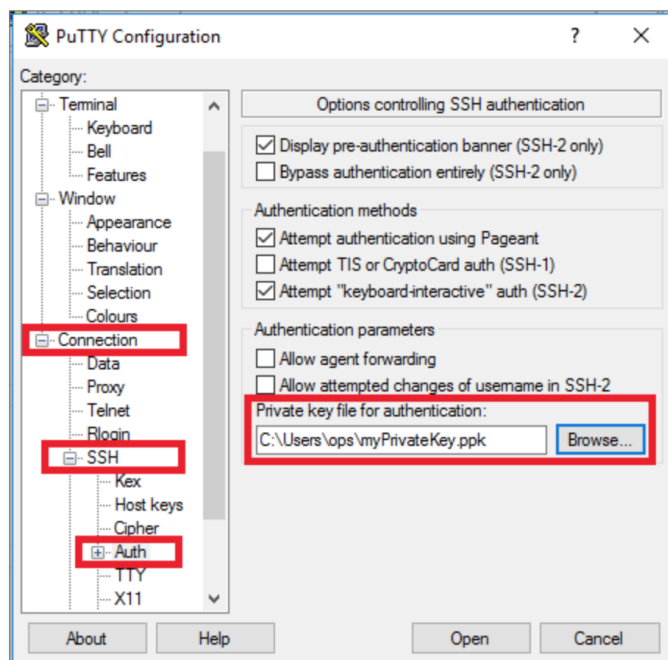 PuTTY Configuration
?
Category:
Terminal
Keyboard
Bell
Features
Window
Appearance
Behaviour
Translation
Selection
Colours
Connection
Data
Proxy
Telnet
Rlogin
SSH
Kex
Host keys
Cipher
Auth
TTY
X11
Options controlling SSH authentication
Display pre-authentication banner (SSH-2 only)
Bypass authentication entirely (SSH-2 only)
Authentication methods
Attempt authentication using Pageant
Attempt TIS or CryptoCard auth (SSH-1)
Attempt "keyboard-interactive" auth (SSH-2)
Authentication parameters
Allow agent forwarding
Allow attempted changes of username in SSH-2
Private key file for authentication:
C:\Users\ops\myPrivateKey.ppk
Browse...
About
Help
Open
Cancel